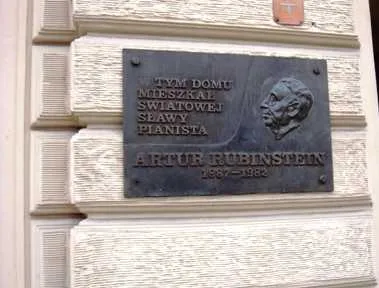 W TYM DOMU
MIESZKAŁ
ŚWIATOWEJ
SŁAWY
PIANISTA
ARTUR RUBINSTEIN
1887-1982